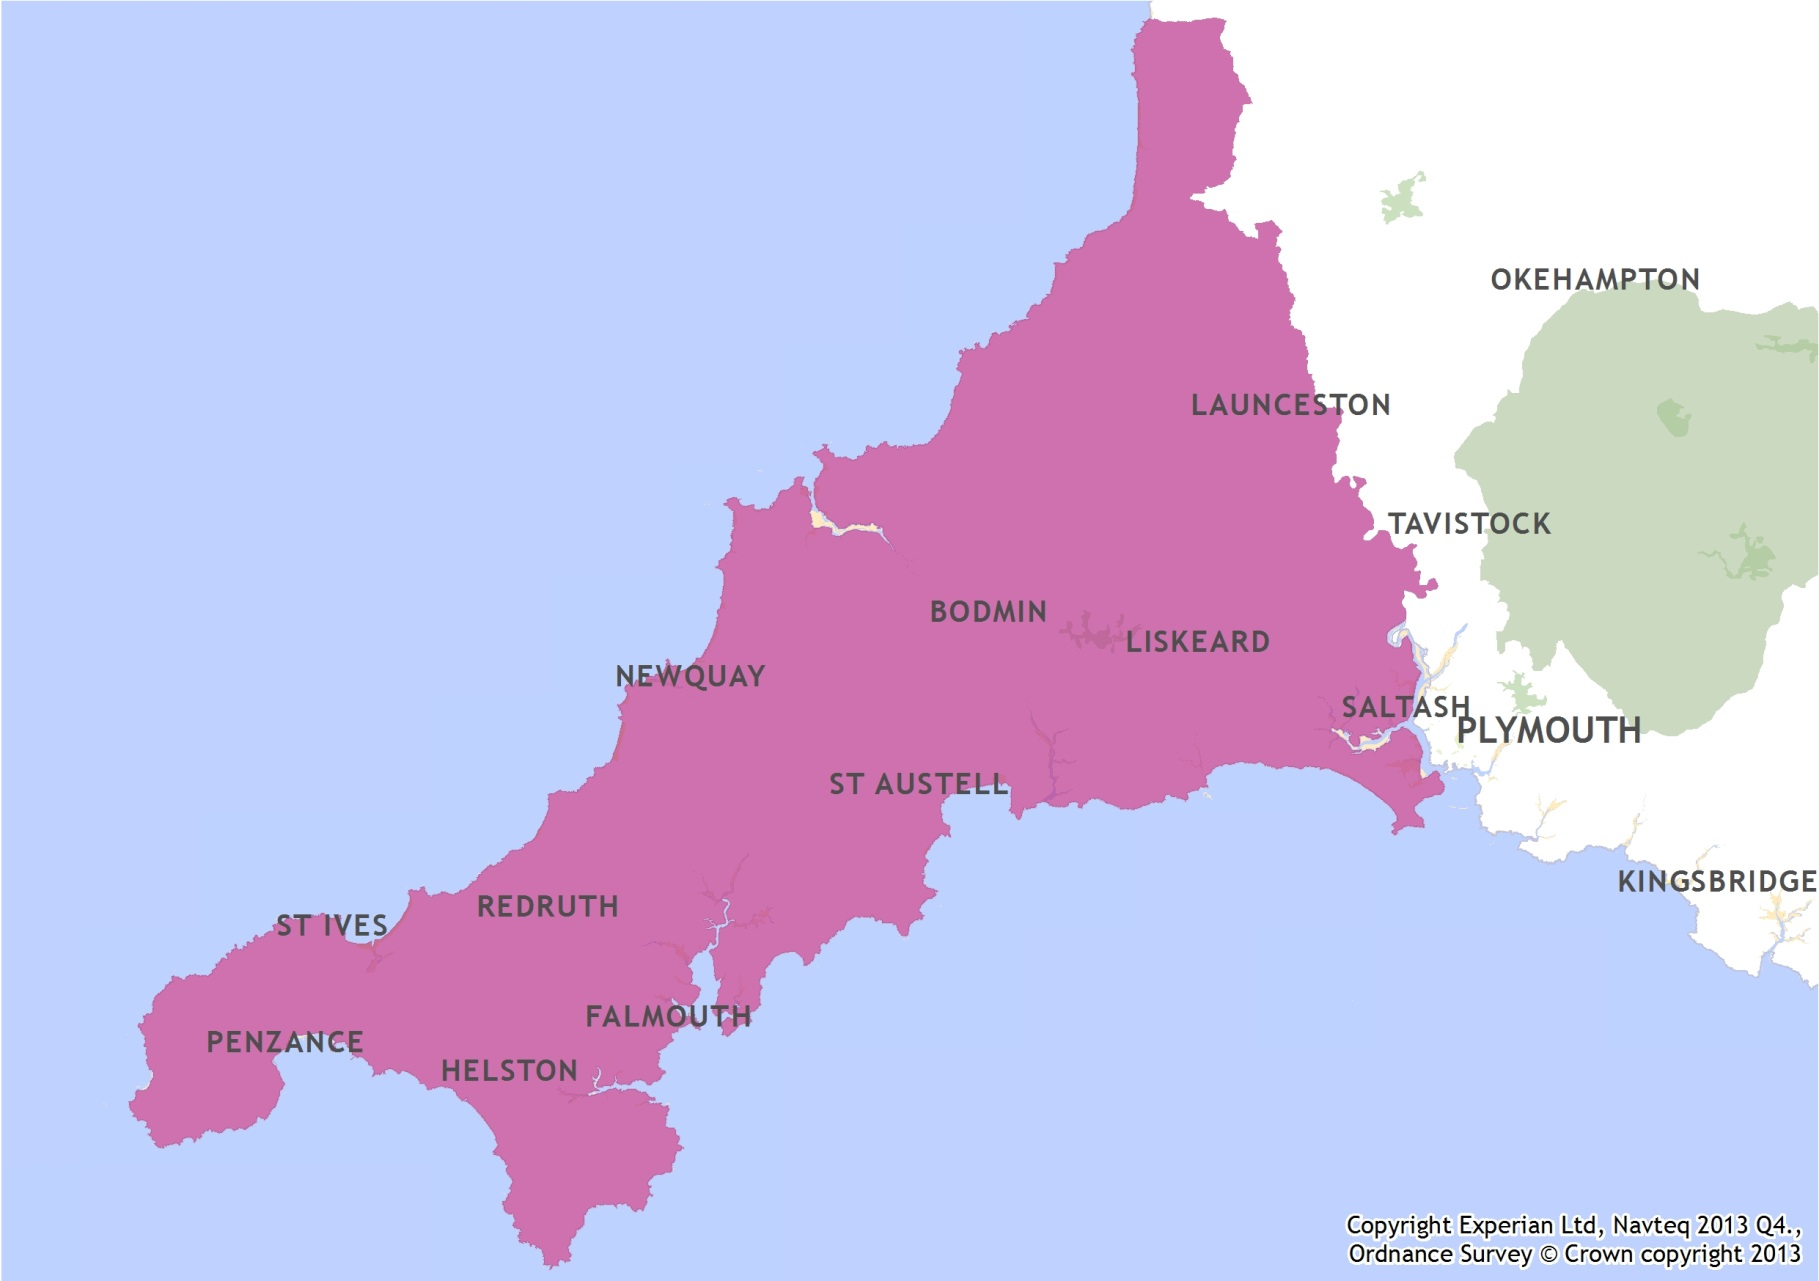 OKEHAMPTON
LAUNCESTON
TAVISTOCK
BODMIN
LISKEARD
NEWQUAY
SALTASH
PLYMOUTH
ST AUSTELL
KINGSBRIDGE
REDRUTH
ST IVES
FALMOUTH
PENZANCE
HELSTON
Copyright Experian Ltd, Navteq 2013 Q4.,
Ordnance Survey © Crown copyright 2013